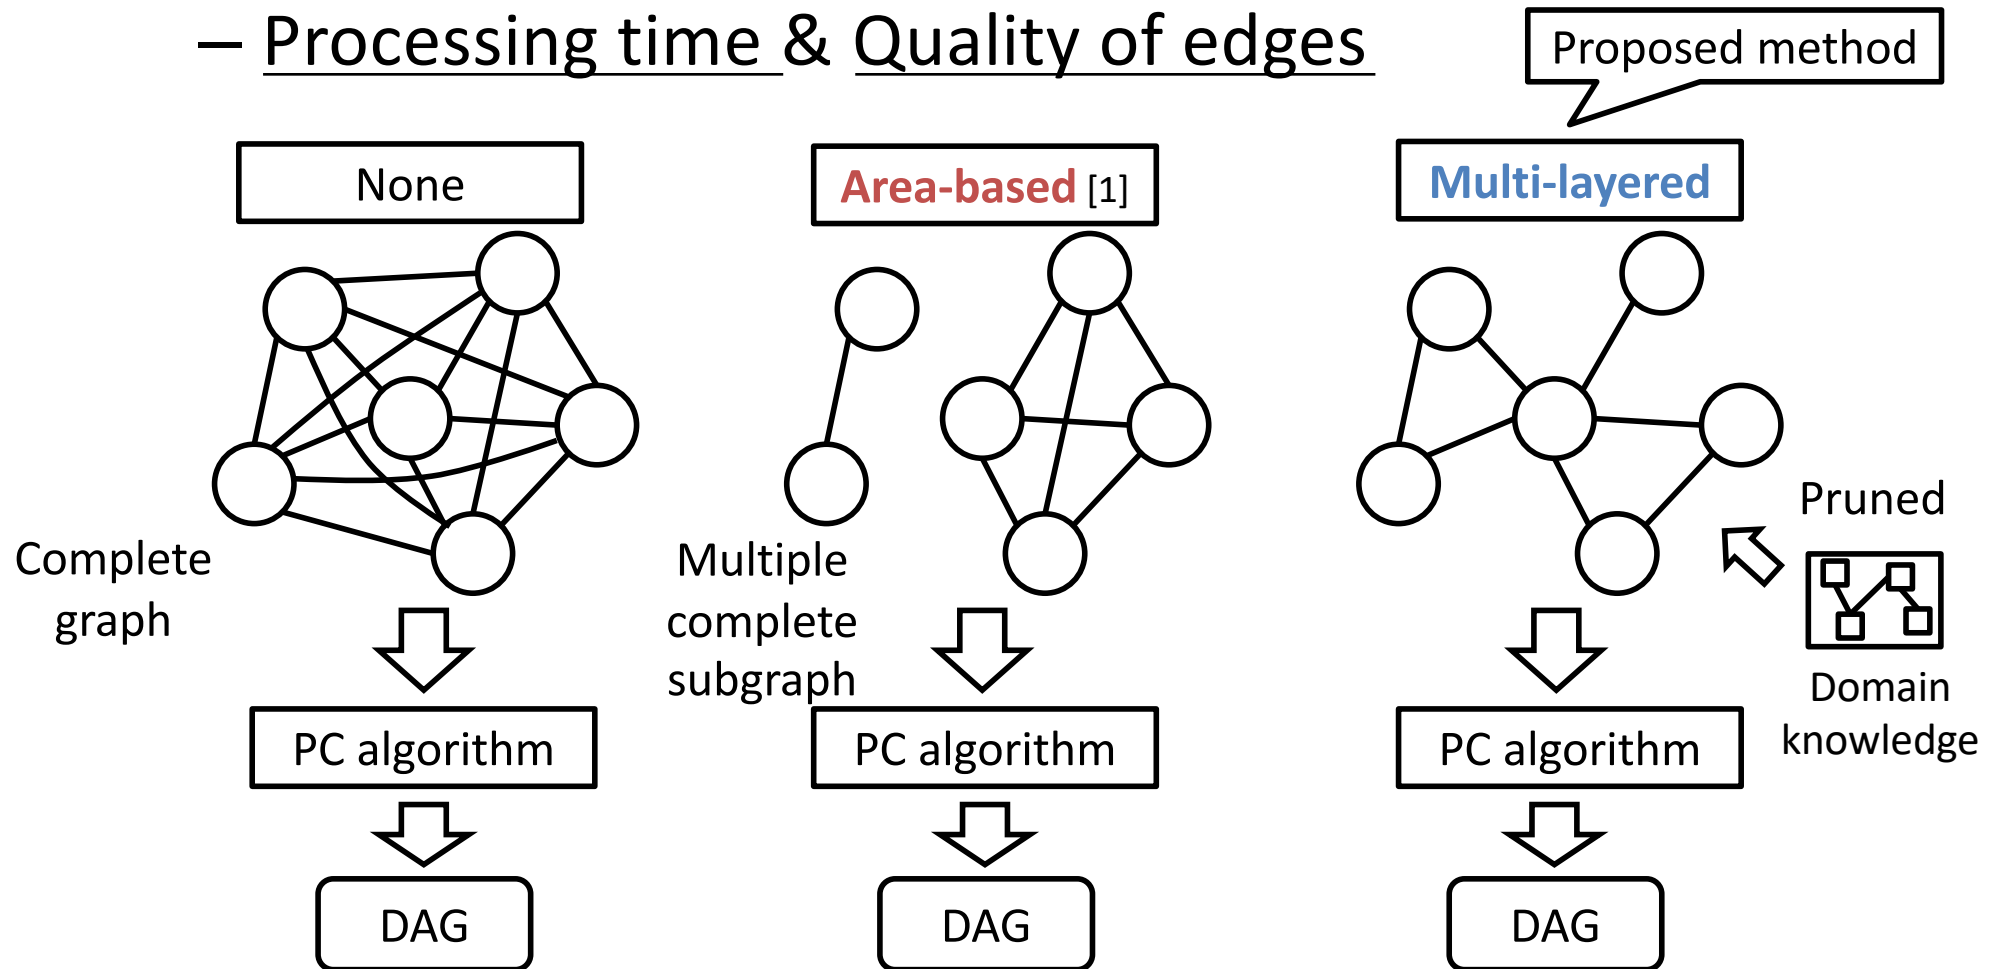 – Processing time & Quality of edges
Proposed method
None
Area-based [1]
Multi-layered
Complete
graph
Multiple
complete
subgraph
Pruned
Domain
knowledge
PC algorithm
PC algorithm
PC algorithm
DAG
DAG
DAG